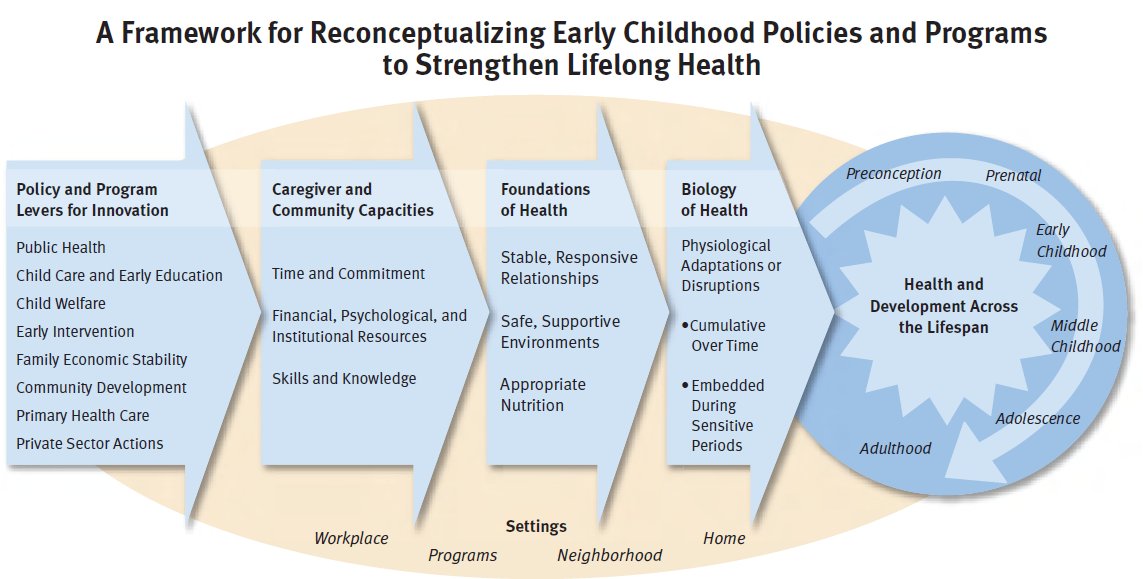 A Framework for Reconceptualizing Early Childhood Policies and Programs
to Strengthen Lifelong Health
Policy and Program
Levers for Innovation
Public Health
Child Care and Early Education
Child Welfare
Early Intervention
Family Economic Stability
Community Development
Primary Health Care
Private Sector Actions
Caregiver and
Community Capacities
Time and Commitment
Financial, Psychological, and
Institutional Resources
Skills and Knowledge
Foundations
of Health
Stable, Responsive
Relationships
Safe, Supportive
Environments
Appropriate
Nutrition
Biology
of Health
Physiological
Adaptations or
Disruptions
•Cumulative
Over Time
•Embedded
During
Sensitive
Periods
Health and
Development Across
the Lifespan
Preconception
Prenatal
Early
Childhood
Middle
Childhood
Adolescence
Adulthood
Settings
Workplace
Programs
Neighborhood
Home